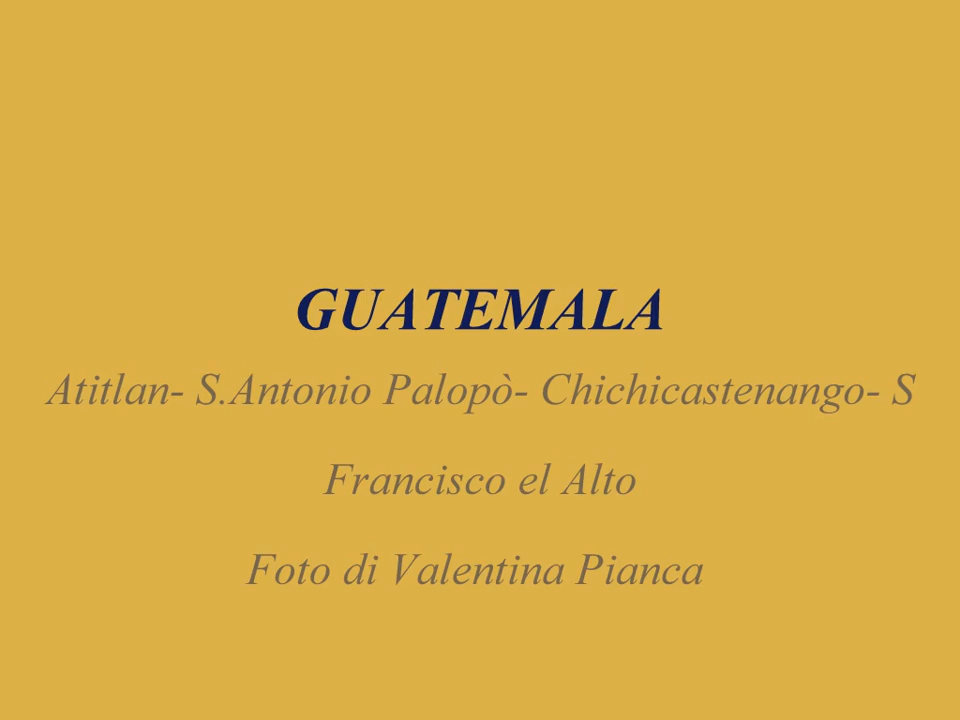 GUATEMALA
Atitlan- S.Antonio Palopò- Chichicastenango- S
Francisco el Alto
Foto di Valentina Pianca